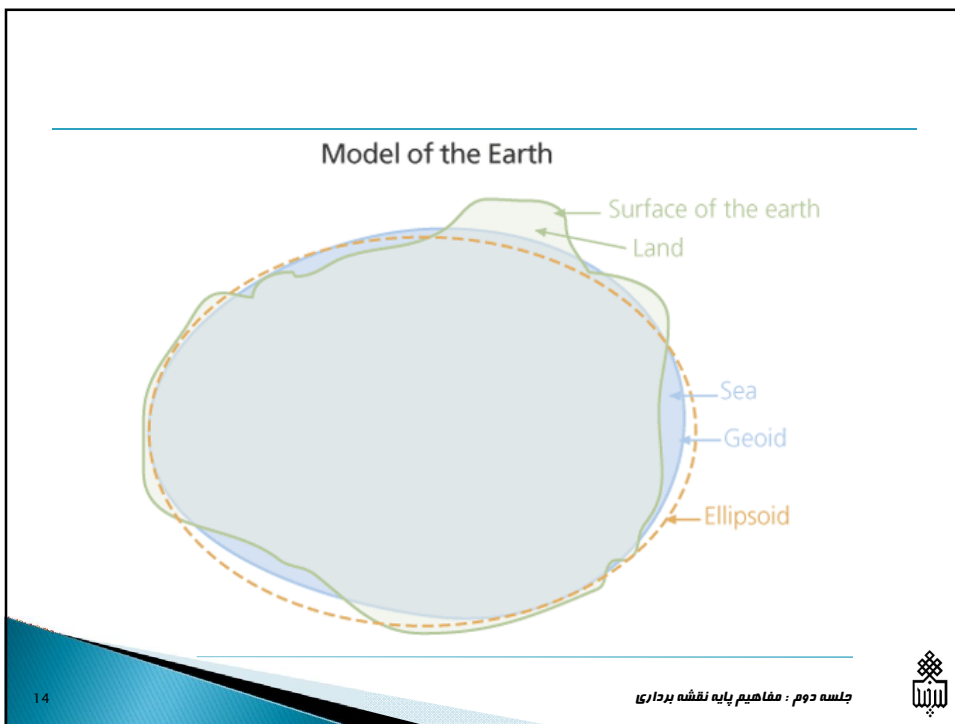 Model of the Earth
Surface of the earth
Land
Sea
Geoid
Ellipsoid
14
جلسه دوم : مفاهیم پایه نقشه برداری